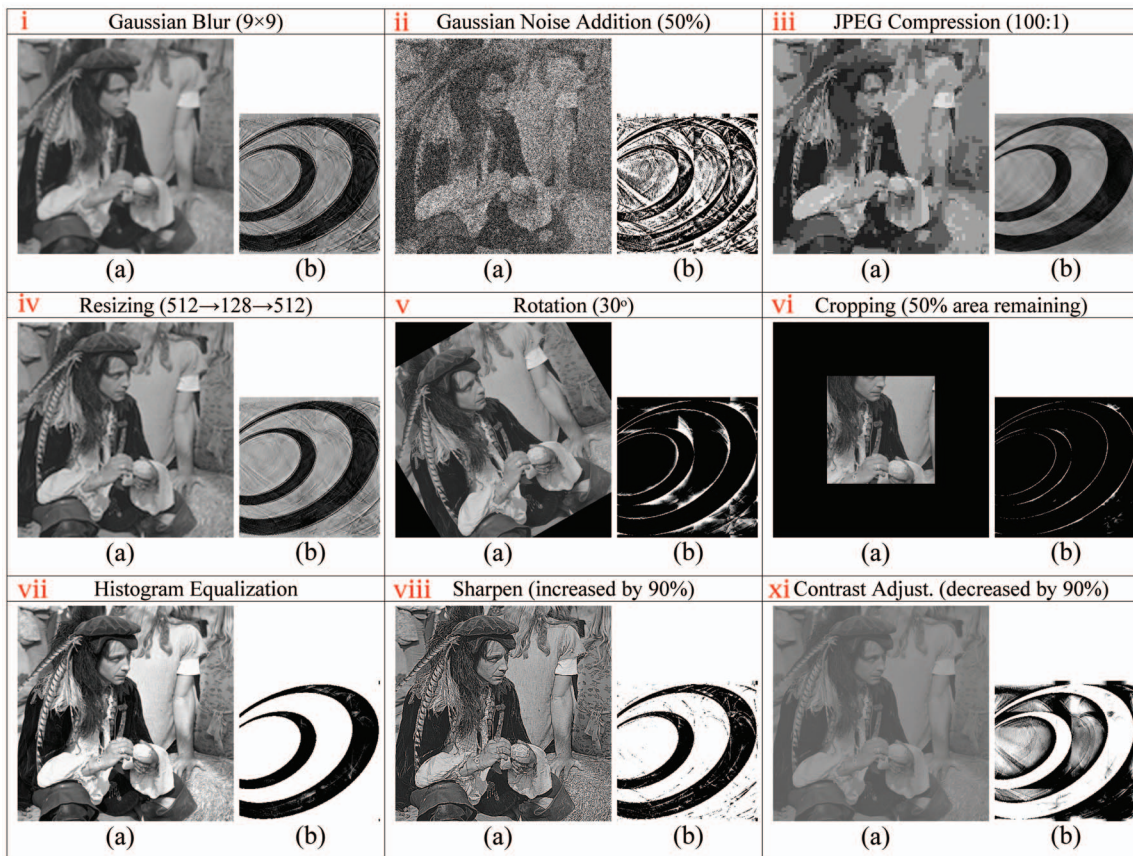 i Gaussian Blur (9×9)
ii Gaussian Noise Addition (50%)
iii JPEG Compression (100:1)
(a) (b)
(a) (b)
(a) (b)
iv Resizing (512→128→512)
v Rotation (30º)
vi Cropping (50% area remaining)
(a) (b)
(a) (b)
(a) (b)
vii Histogram Equalization
viii Sharpen (increased by 90%)
xi Contrast Adjust. (decreased by 90%)
(a) (b)
(a) (b)
(a) (b)